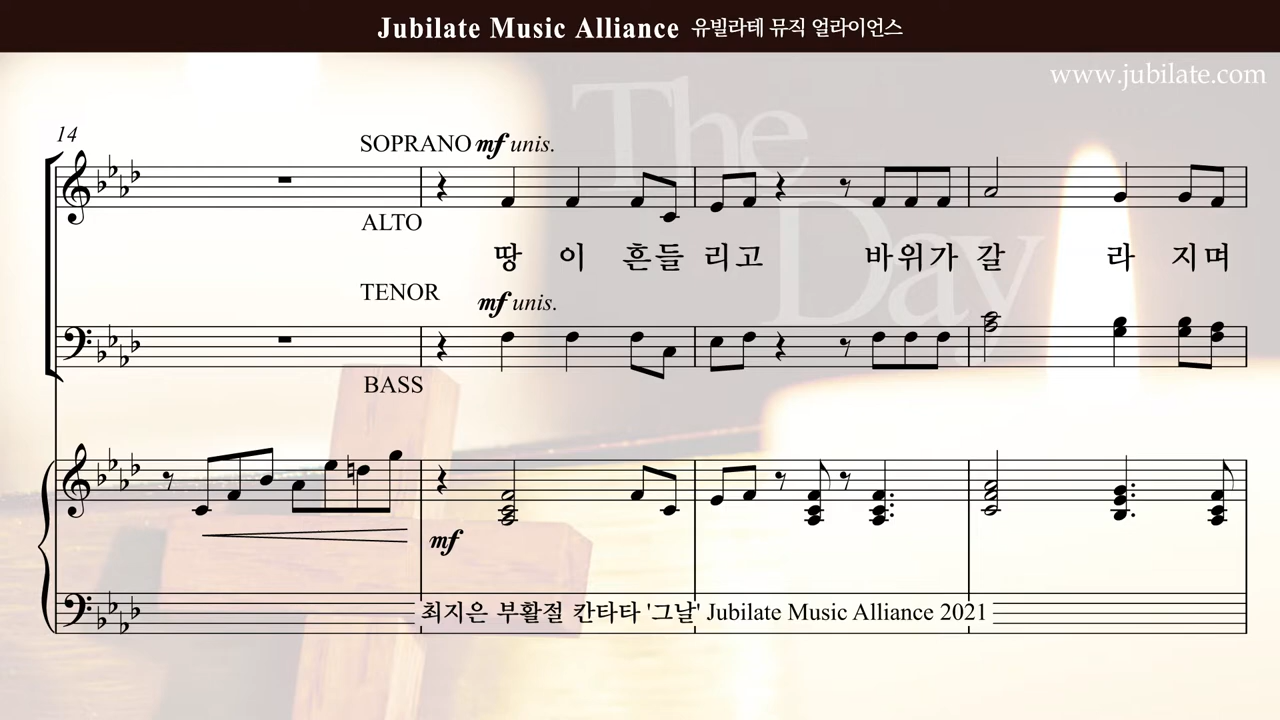 Jubilate Music Alliance 유빌라테 뮤직 얼라이언스
www.jubilate.com
The
Day
14
SOPRANO mf unis.
ALTO
땅 이 흔들 리고 바위가 갈 라 지며
TENOR mf unis.
BASS
mf
최지은 부활절 칸타타 '그날' Jubilate Music Alliance 2021